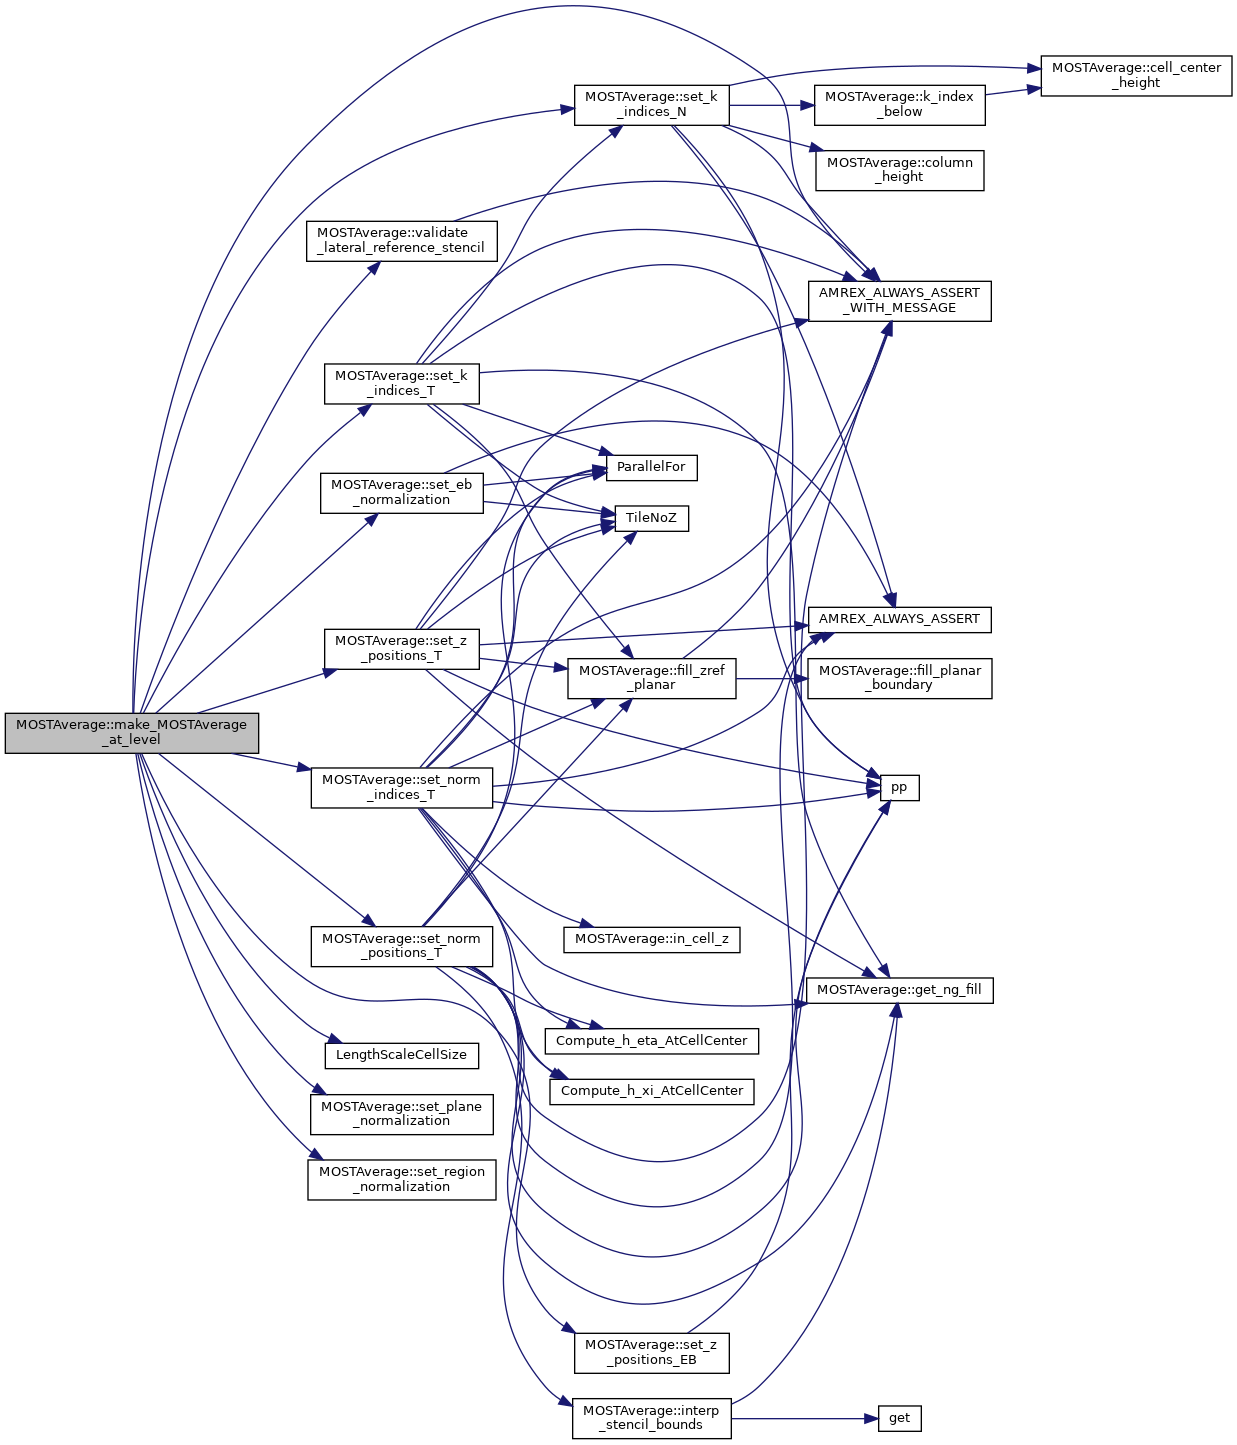 MOSTAverage::make_MOSTAverage
_at_level
MOSTAverage::validate
_lateral_reference_stencil
MOSTAverage::set_k
_indices_T
MOSTAverage::set_eb
_normalization
MOSTAverage::set_z
_positions_T
MOSTAverage::set_norm
_indices_T
MOSTAverage::set_norm
_positions_T
LengthScaleCellSize
MOSTAverage::set_plane
_normalization
MOSTAverage::set_region
_normalization
MOSTAverage::set_k
_indices_N
ParallelFor
TileNoZ
MOSTAverage::fill_zref
_planar
MOSTAverage::in_cell_z
Compute_h_eta_AtCellCenter
Compute_h_xi_AtCellCenter
MOSTAverage::set_z
_positions_EB
MOSTAverage::interp
_stencil_bounds
MOSTAverage::k_index
_below
MOSTAverage::column
_height
AMREX_ALWAYS_ASSERT
_WITH_MESSAGE
AMREX_ALWAYS_ASSERT
MOSTAverage::fill_planar
_boundary
pp
MOSTAverage::get_ng_fill
get
MOSTAverage::cell_center
_height